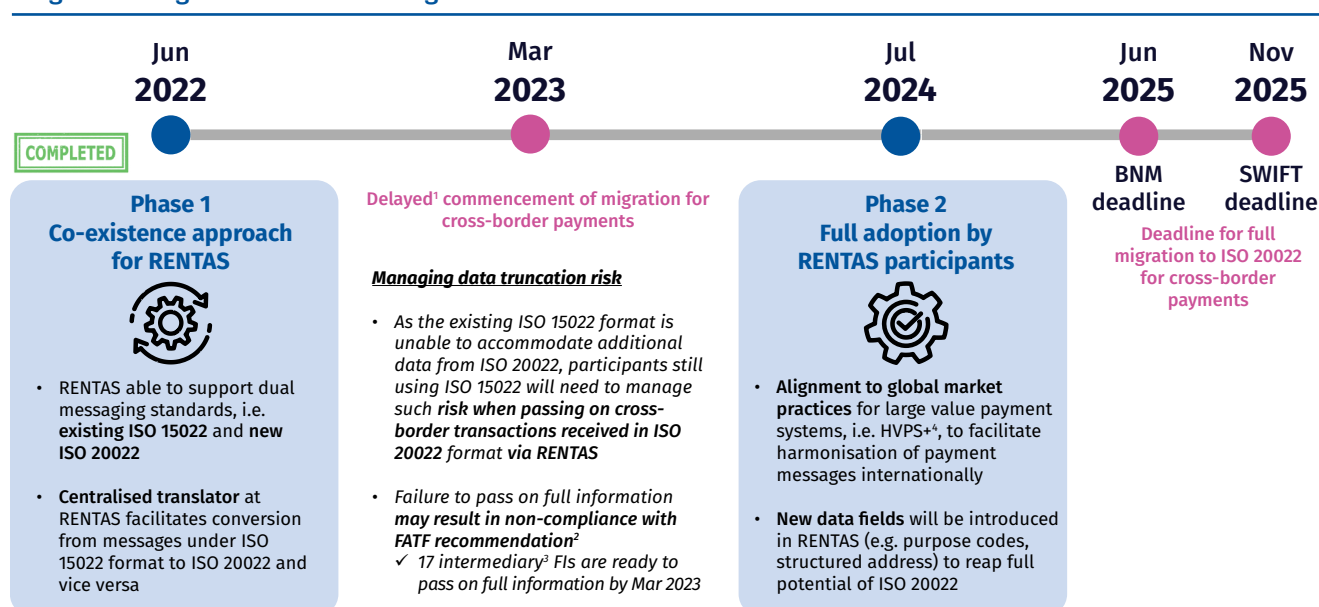 Jun
2022
Mar
2023
Jul
2024
Jun
2025
Nov
2025
COMPLETED
BNM
deadline
SWIFT
deadline
Deadline for full
migration to ISO 20022
for cross-border
payments
Phase 1
Co-existence approach
for RENTAS
• RENTAS able to support dual
messaging standards, i.e.
existing ISO 15022 and new
ISO 20022
• Centralised translator at
RENTAS facilitates conversion
from messages under ISO
15022 format to ISO 20022 and
vice versa
Delayed¹ commencement of migration for
cross-border payments
Managing data truncation risk
• As the existing ISO 15022 format is
unable to accommodate additional
data from ISO 20022, participants still
using ISO 15022 will need to manage
such risk when passing on cross-
border transactions received in ISO
20022 format via RENTAS
• Failure to pass on full information
may result in non-compliance with
FATF recommendation²
✓ 17 intermediary³ FIs are ready to
pass on full information by Mar 2023
Phase 2
Full adoption by
RENTAS participants
• Alignment to global market
practices for large value payment
systems, i.e. HVPS+⁴, to facilitate
harmonisation of payment
messages internationally
• New data fields will be introduced
in RENTAS (e.g. purpose codes,
structured address) to reap full
potential of ISO 20022